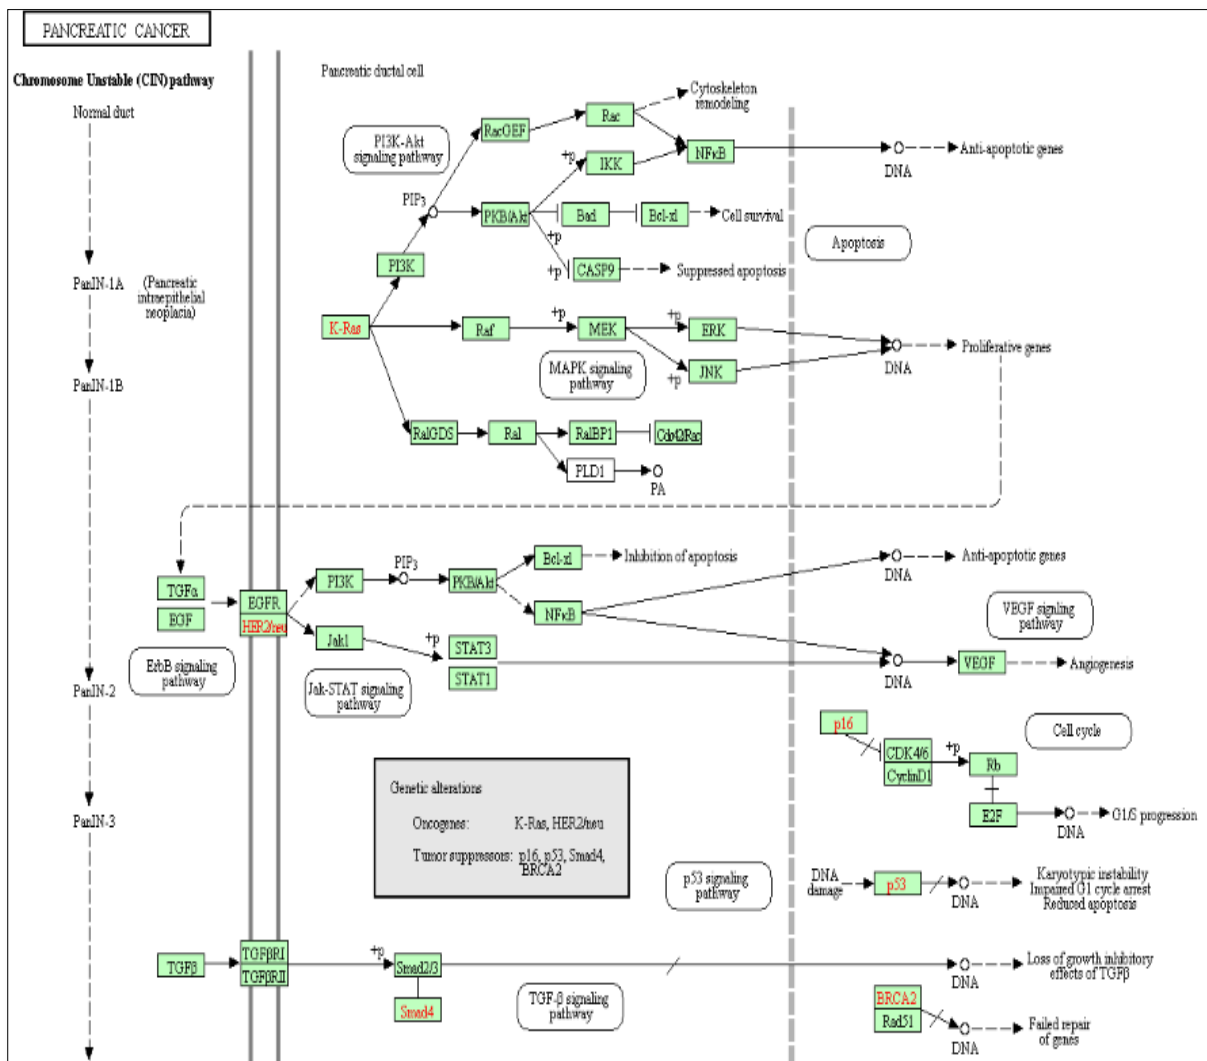 PANCREATIC CANCER
Chromosome Unstable (CIN) pathway
Normal duct
PanIN-1A
(Pancreatic
intraepithelial
neoplacia)
PanIN-1B
PanIN-2
PanIN-3
Pancreatic ductal cell
PI3K-Akt
signaling pathway
RacGEF
Rac
Cytoskeleton
remodeling
+p
IKK
NFκB
DNA
Anti-apoptotic genes
PIP3
PKB/Akt
Bad
Bcl-xl
Cell survival
+p
+p
CASP9
Suppressed apoptosis
Apoptosis
PI3K
K-Ras
Raf
+p
MEK
+p
ERK
+p
JNK
DNA
Proliferative genes
MAPK signaling
pathway
RalGDS
Ral
RalBP1
Cdc42/Rac
PLD1
PA
TGFα
EGF
EGFR
HER2/neu
ErbB signaling
pathway
PI3K
PIP3
PKB/Akt
Bcl-xl
Inhibition of apoptosis
NFκB
DNA
Anti-apoptotic genes
Jak1
+p
STAT3
STAT1
Jak-STAT signaling
pathway
DNA
VEGF
Angiogenesis
VEGF signling
pathway
p16
CDK4/6
CyclinD1
+p
Rb
E2F
DNA
G1/S progression
Cell cycle
Genetic alterations
Oncogenes: K-Ras, HER2/neu
Tumor suppressors: p16, p53, Smad4,
BRCA2
p53 signaling
pathway
DNA
damage
p53
DNA
Karyotypic instability
Impaired G1 cycle arrest
Reduced apoptosis
TGFβ
TGFβRI
TGFβRII
+p
Smad2/3
Smad4
TGF-β signaling
pathway
DNA
Loss of growth inhibitory
effects of TGFβ
BRCA2
Rad51
DNA
Failed repair
of genes